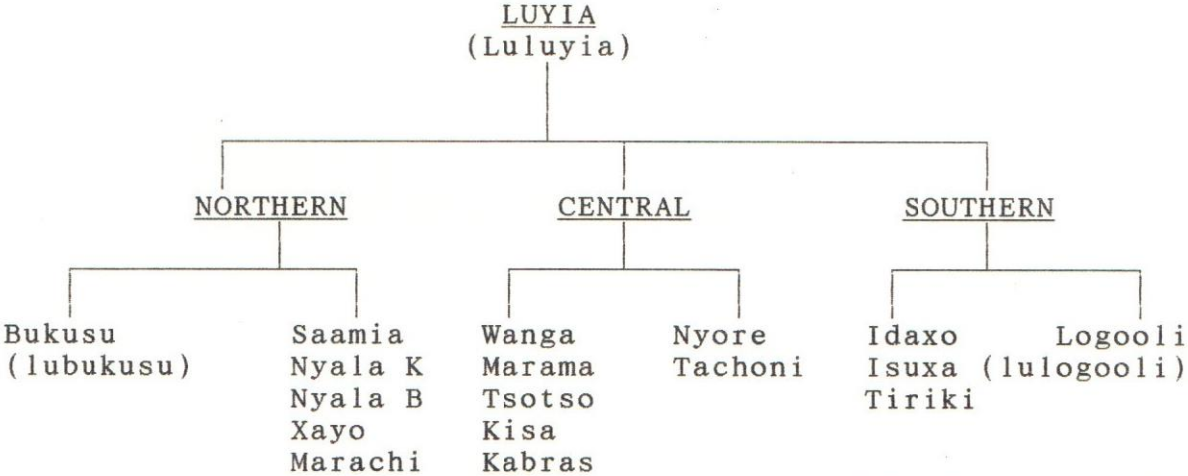 LUYIA
(Luluyia)
NORTHERN CENTRAL SOUTHERN
Bukusu Saamia Wanga Nyore Idaxo Logooli
(lubukusu) Nyala K Marama Tachoni Isuxa (lulogooli)
Nyala B Tsotso Tiriki
Xayo Kisa
Marachi Kabras